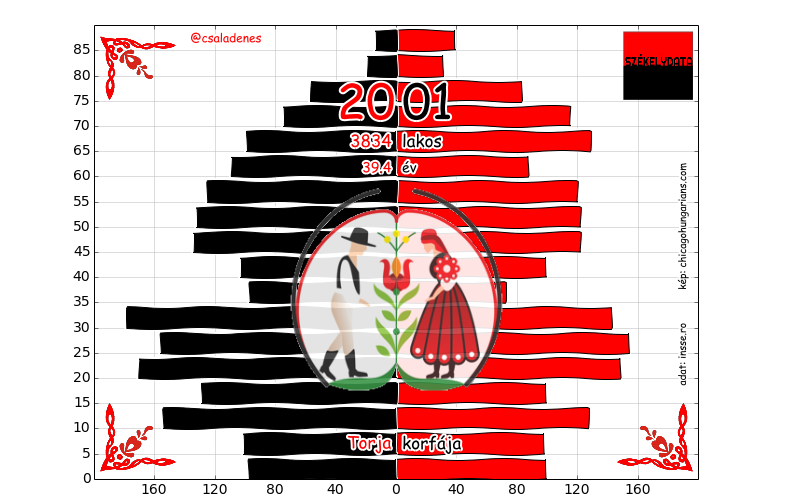 @csaladenes
SZÉKELYDATA
2001
3834 lakos
39.4 év
kép: chicagohungarians.com
adat: insse.ro
Torja korfája
85
80
75
70
65
60
55
50
45
40
35
30
25
20
15
10
5
0
160 120 80 40 0 40 80 120 160